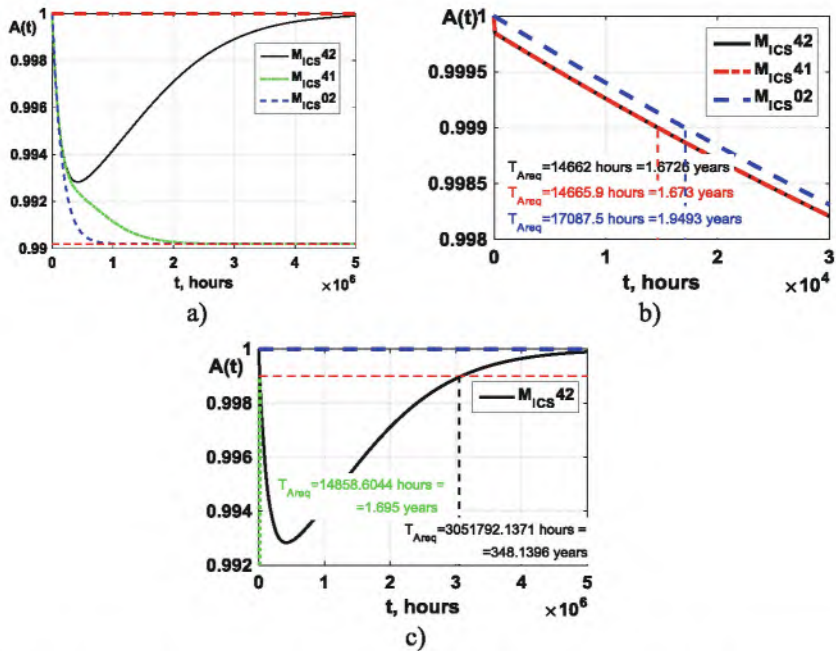 A(t)
1
0.998
0.996
0.994
0.992
0.99
M_ICS42
M_ICS41
M_ICS02
0 1 2 3 4 5
t, hours
×10^6
a)
A(t)
1
0.9995
0.999
0.9985
0.998
M_ICS42
M_ICS41
M_ICS02
T_Areq=14662 hours =1.6726 years
T_Areq=14665.9 hours =1.673 years
T_Areq=17087.5 hours =1.9493 years
0 1 2 3
t, hours
×10^4
b)
A(t)
1
0.998
0.996
0.994
0.992
M_ICS42
T_Areq=14858.6044 hours =
=1.695 years
T_Areq=3051792.1371 hours =
=348.1396 years
0 1 2 3 4 5
t, hours
×10^6
c)